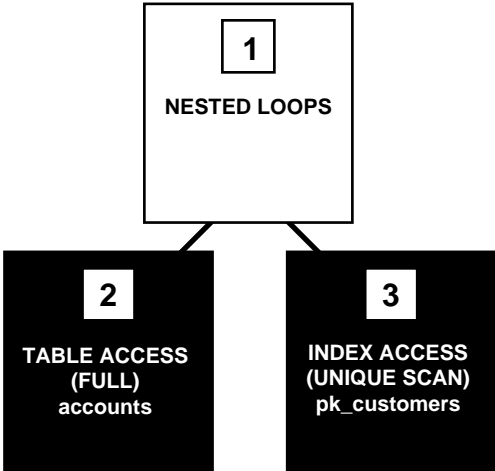 1
NESTED LOOPS
2
TABLE ACCESS
(FULL)
accounts
3
INDEX ACCESS
(UNIQUE SCAN)
pk_customers